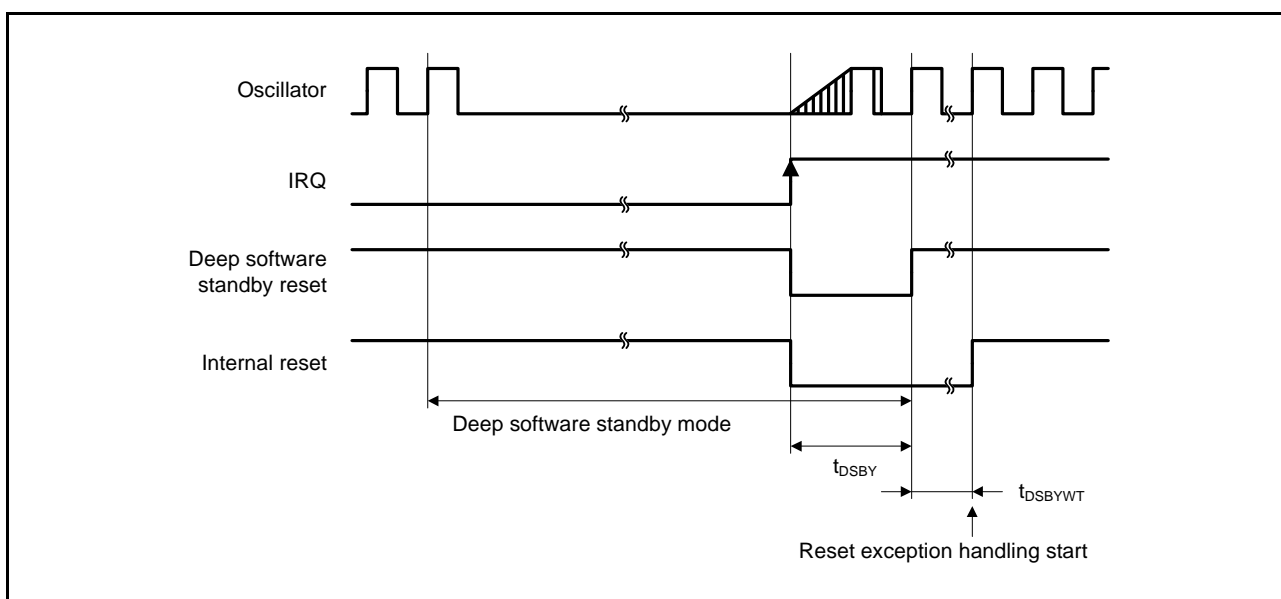 Oscillator
IRQ
Deep software
standby reset
Internal reset
Deep software standby mode
tDSBY
tDSBYWT
Reset exception handling start